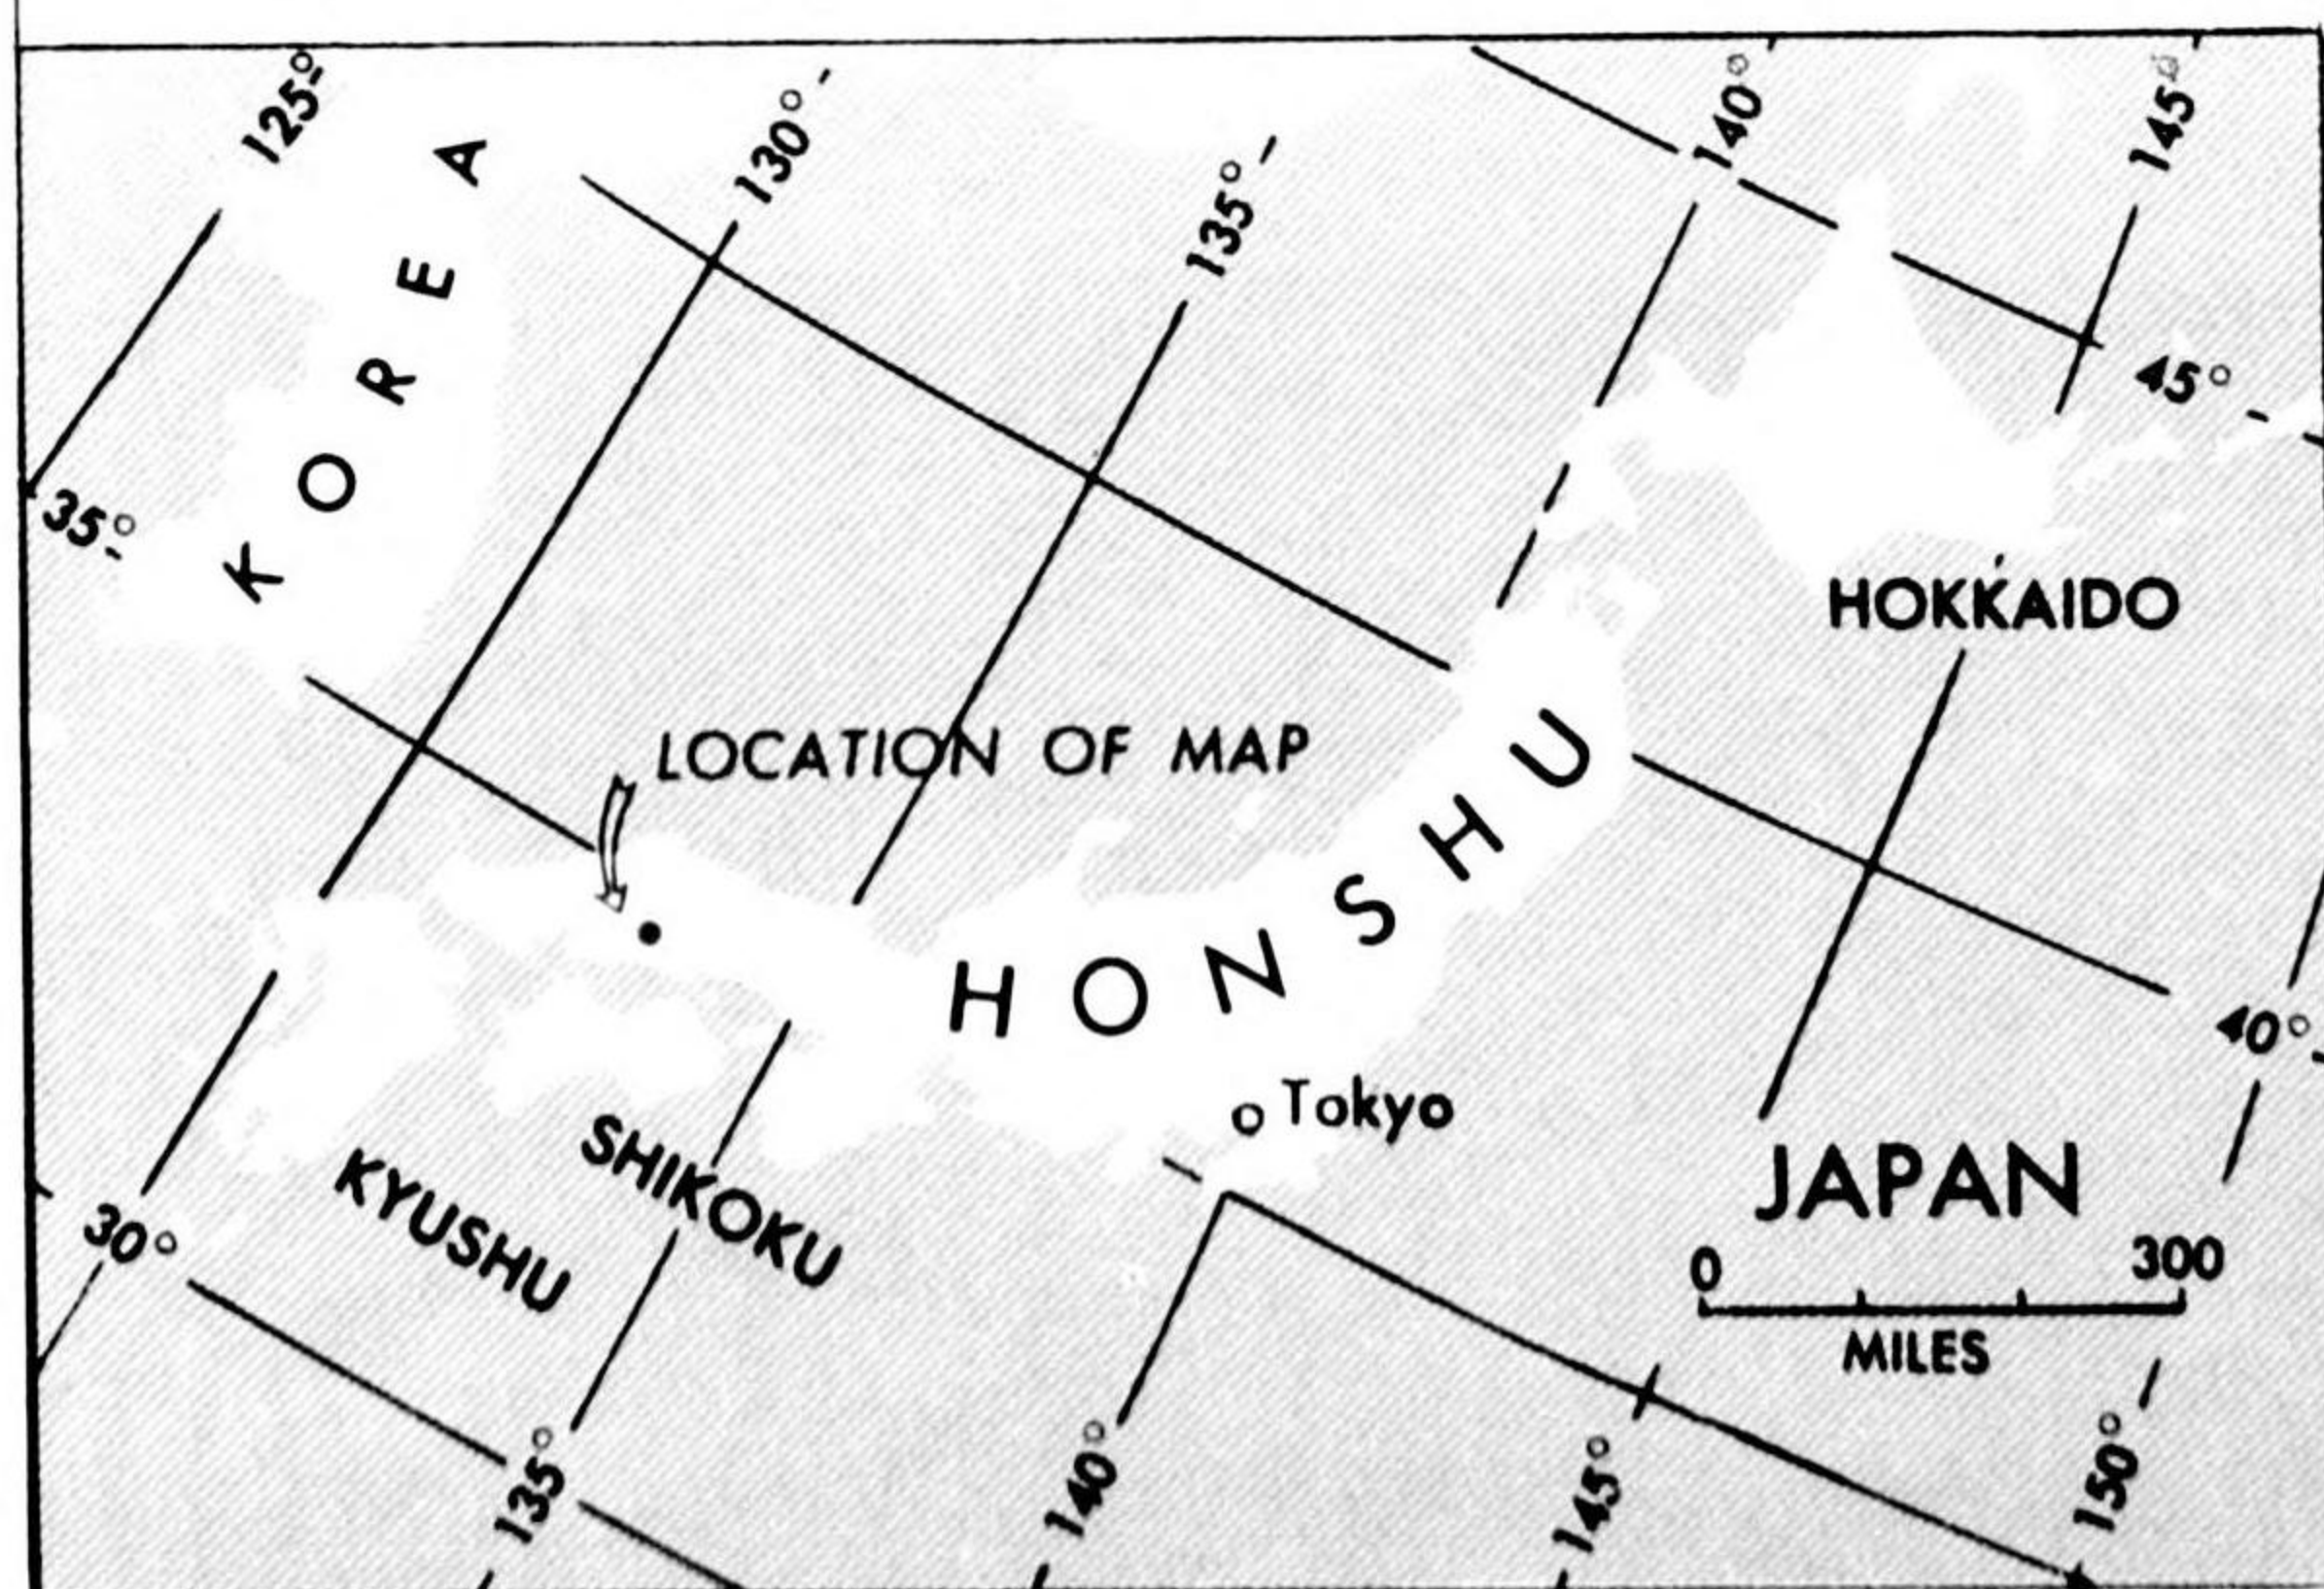 125°
130°
135°
140°
145°
KOREA
45°
35°
HOKKAIDO
LOCATION OF MAP
HONSHU
40°
Tokyo
SHIKOKU
KYUSHU
JAPAN
30°
0 300
MILES
135°
140°
145°
150°